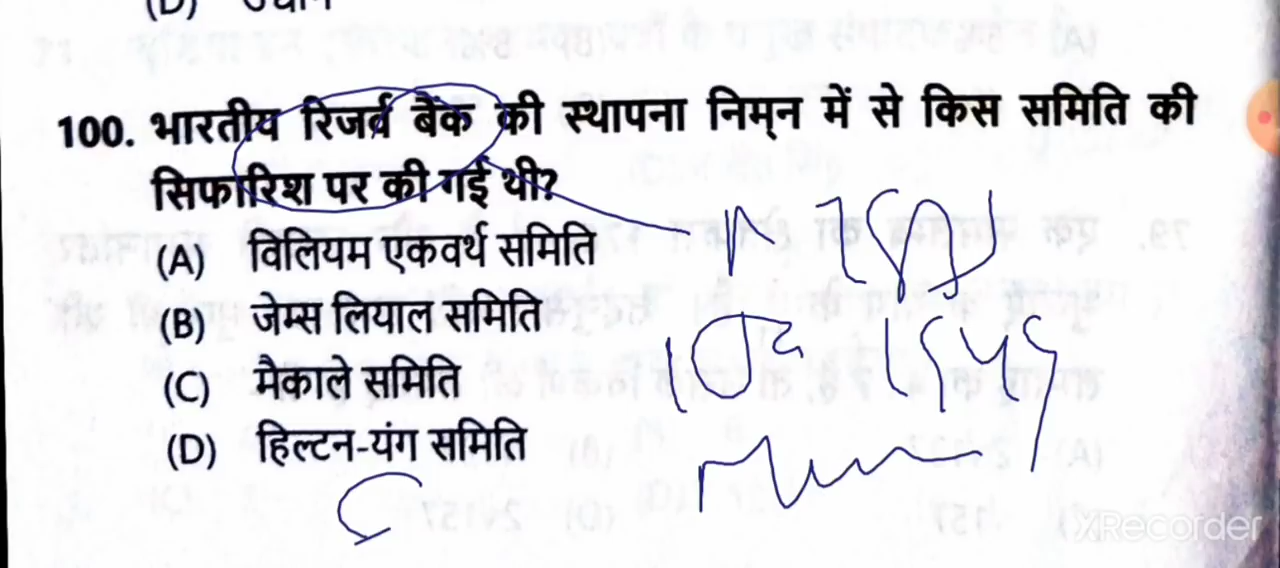 100. भारतीय रिजर्व बैंक की स्थापना निम्न में से किस समिति की
सिफारिश पर की गई थी?
(A) विलियम एकवर्थ समिति
(B) जेम्स लियाल समिति
(C) मैकाले समिति
(D) हिल्टन-यंग समिति
XRecorder